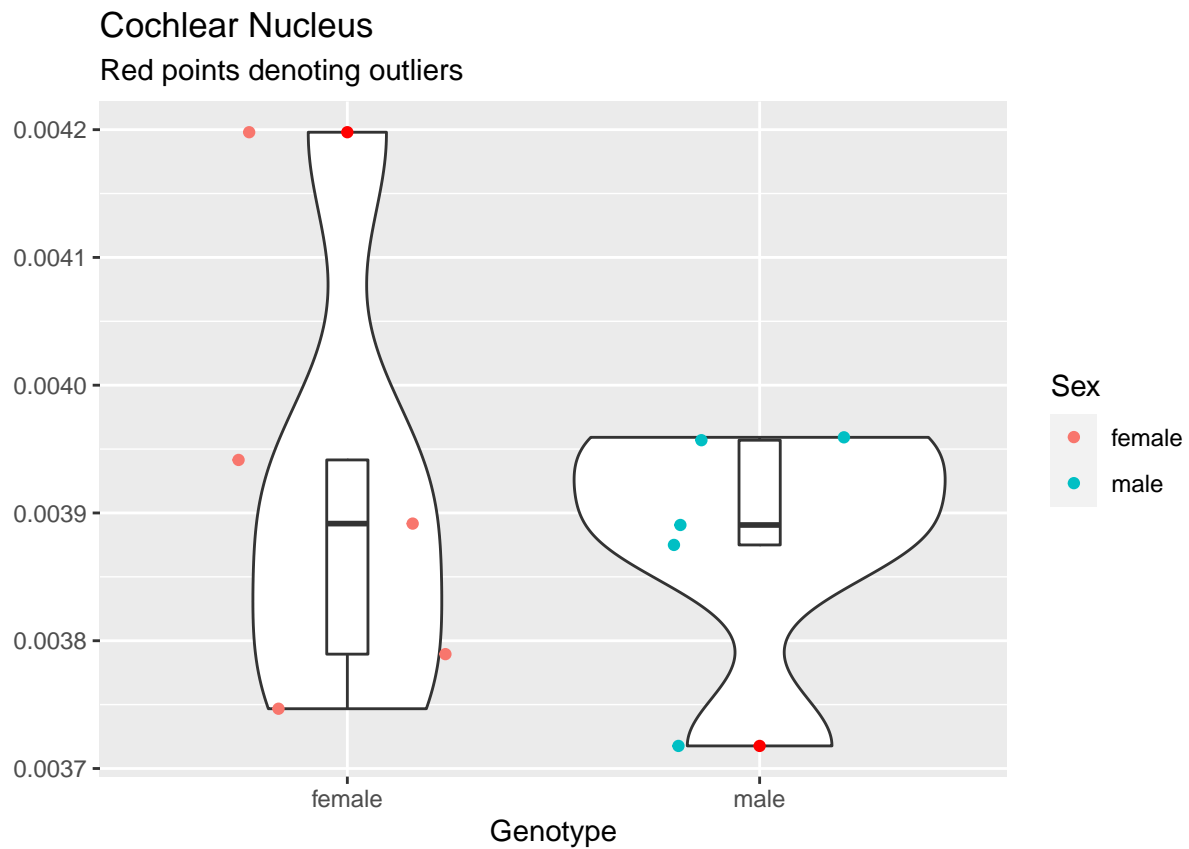 Cochlear Nucleus
Red points denoting outliers
0.0042
0.0041
0.0040
0.0039
0.0038
0.0037
female
male
Genotype
Sex
female
male